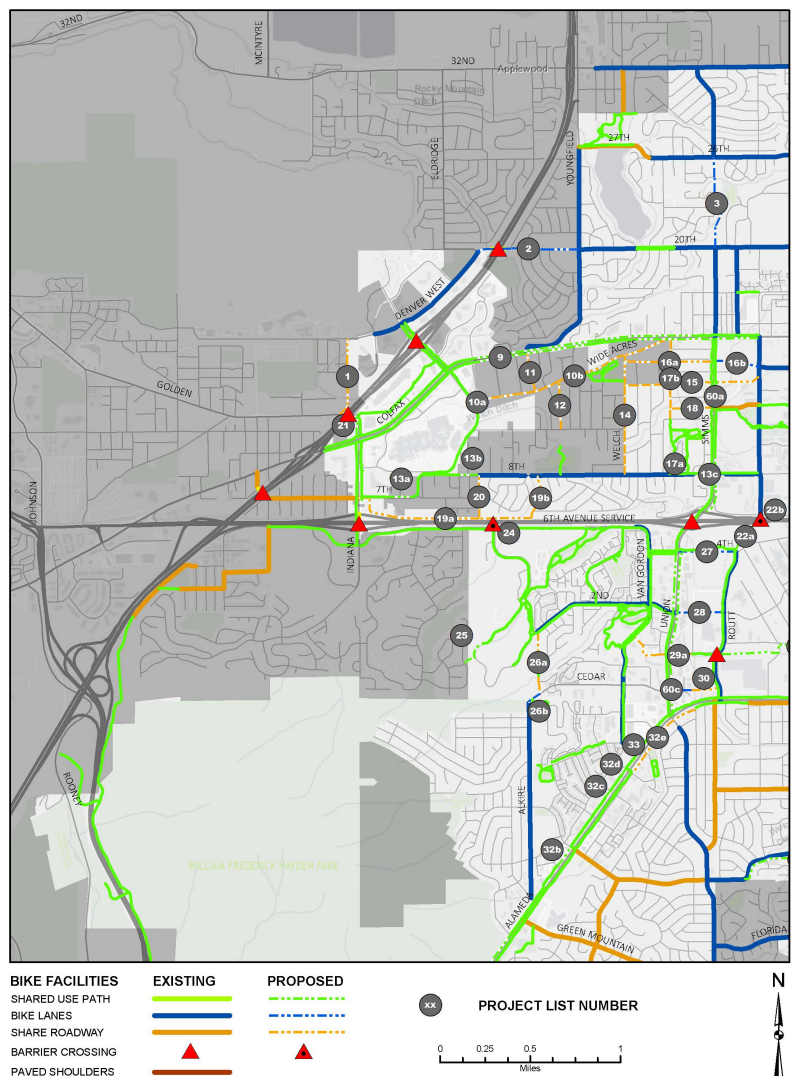 32ND
MCINTYRE
32ND
Applewood
Rocky Mountain
Ditch
ELDRIDGE
YOUNGFIELD
27TH
26TH
3
20TH
2
DENVER WEST
GOLDEN
1
9
WIDE ACRES
11
10b
16a
16b
17b
15
60a
10a
12
14
18
21
COLFAX
Ditch
WELCH
SIMMS
13b
8TH
17a
13c
13a
7TH
20
19b
JOHNSON
19a
6TH AVENUE SERVICE
22b
24
22a
INDIANA
VAN GORDON
4TH
27
2ND
UNION
28
ROUTT
25
26a
29a
CEDAR
30
60c
26b
32e
33
32d
ROONEY
32c
ALKIRE
32b
WILLIAM FREDERICK HAYDEN PARK
ALAMEDA
GREEN MOUNTAIN
FLORIDA
BIKE FACILITIES EXISTING PROPOSED
SHARED USE PATH
BIKE LANES
SHARE ROADWAY
BARRIER CROSSING
PAVED SHOULDERS
xx PROJECT LIST NUMBER
0 0.25 0.5 1
Miles
N